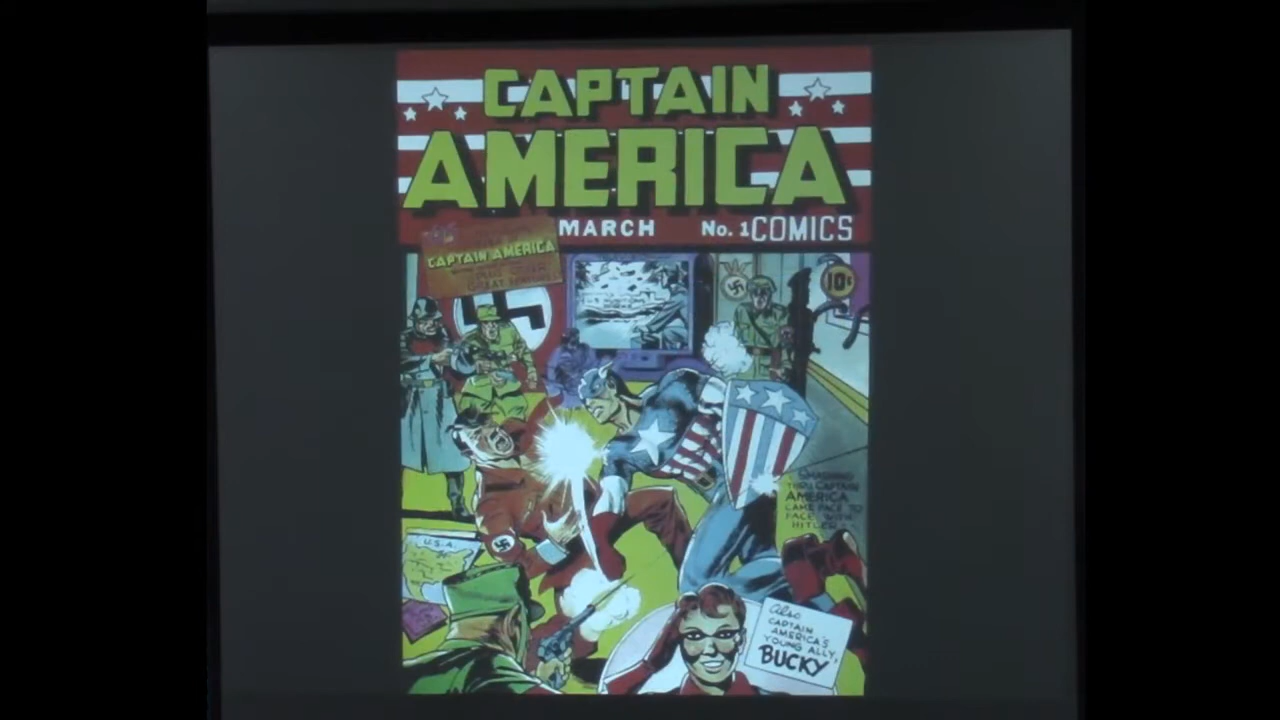 CAPTAIN
AMERICA
MARCH No. 1 COMICS
CAPTAIN AMERICA
10¢
SMASHING
THRU, CAPTAIN
AMERICA
CAME FACE TO
FACE WITH
HITLER
U.S.A.
Also
CAPTAIN
AMERICA'S
YOUNG ALLY,
BUCKY